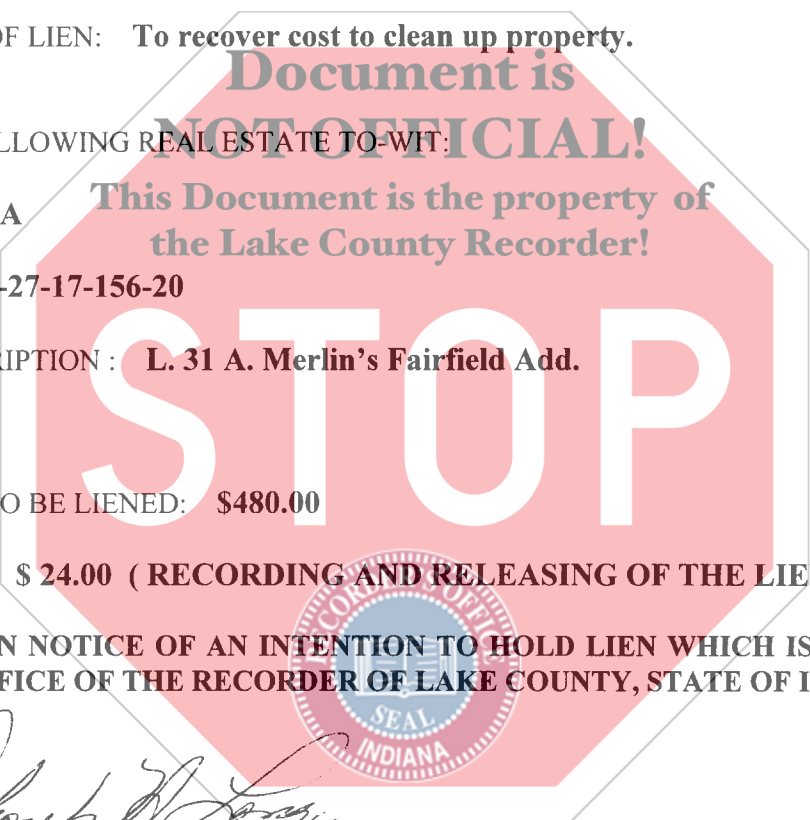 OF LIEN: To recover cost to clean up property.
Document is
NOT OFFICIAL!
LLOWING REAL ESTATE TO-WIT:
This Document is the property of
A
the Lake County Recorder!
-27-17-156-20
STOP
RIPTION : L. 31 A. Merlin's Fairfield Add.
O BE LIENED: $480.00
$ 24.00 ( RECORDING AND RELEASING OF THE LIE
N NOTICE OF AN INTENTION TO HOLD LIEN WHICH IS
FICE OF THE RECORDER OF LAKE COUNTY, STATE OF I
RECORDER'S OFFICE
SEAL
INDIANA